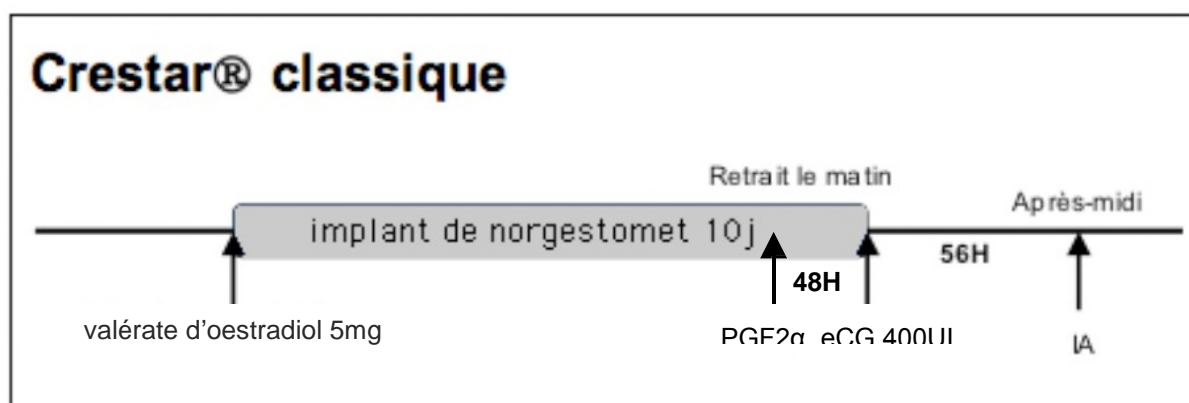 Crestar® classique
Retrait le matin
Après-midi
implant de norgestomet 10j
56H
48H
valérate d'oestradiol 5mg
PGF2α eCG 400UI
IA